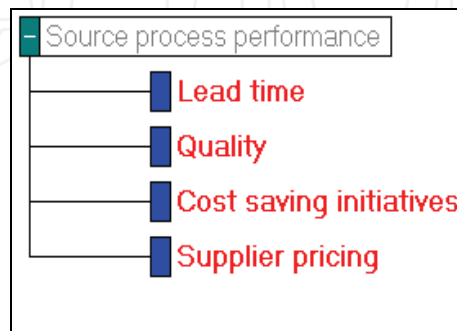 Source process performance
Lead time
Quality
Cost saving initiatives
Supplier pricing